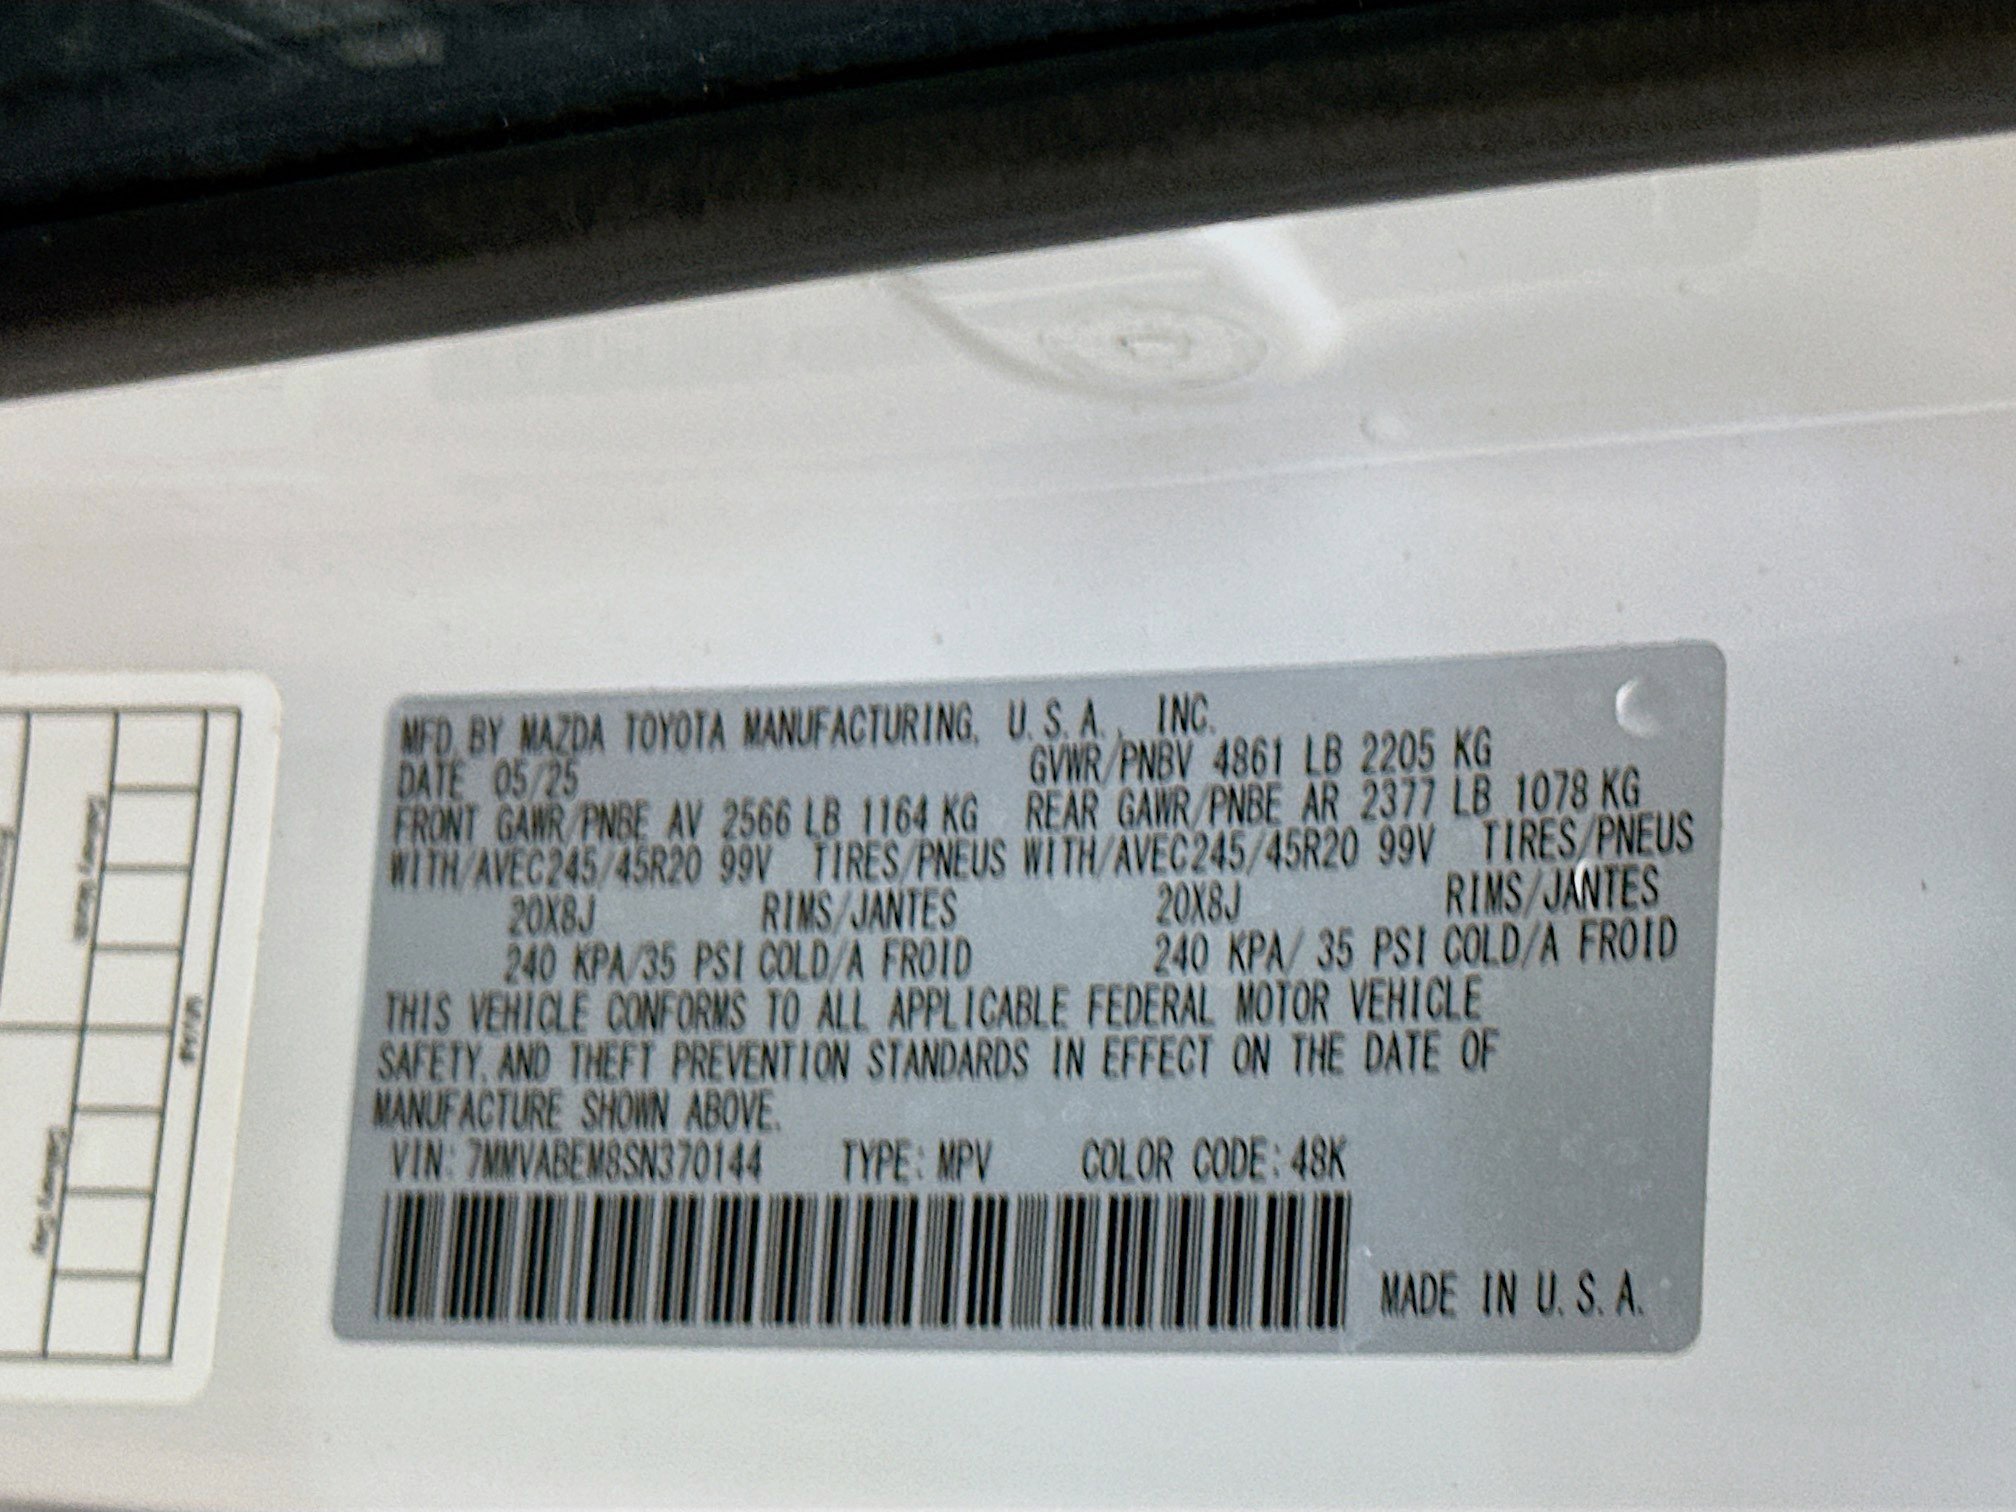 MFD. BY MAZDA TOYOTA MANUFACTURING, U.S.A., INC.
DATE 05/25 GVWR/PNBV 4861 LB 2205 KG
FRONT GAWR/PNBE AV 2566 LB 1164 KG REAR GAWR/PNBE AR 2377 LB 1078 KG
WITH/AVEC245/45R20 99V TIRES/PNEUS WITH/AVEC245/45R20 99V TIRES/PNEUS
20X8J RIMS/JANTES 20X8J RIMS/JANTES
240 KPA/35 PSI COLD/A FROID 240 KPA/ 35 PSI COLD/A FROID
THIS VEHICLE CONFORMS TO ALL APPLICABLE FEDERAL MOTOR VEHICLE
SAFETY, AND THEFT PREVENTION STANDARDS IN EFFECT ON THE DATE OF
MANUFACTURE SHOWN ABOVE.
VIN: 7MMVABEM8SN370144 TYPE: MPV COLOR CODE: 48K
MADE IN U.S.A.